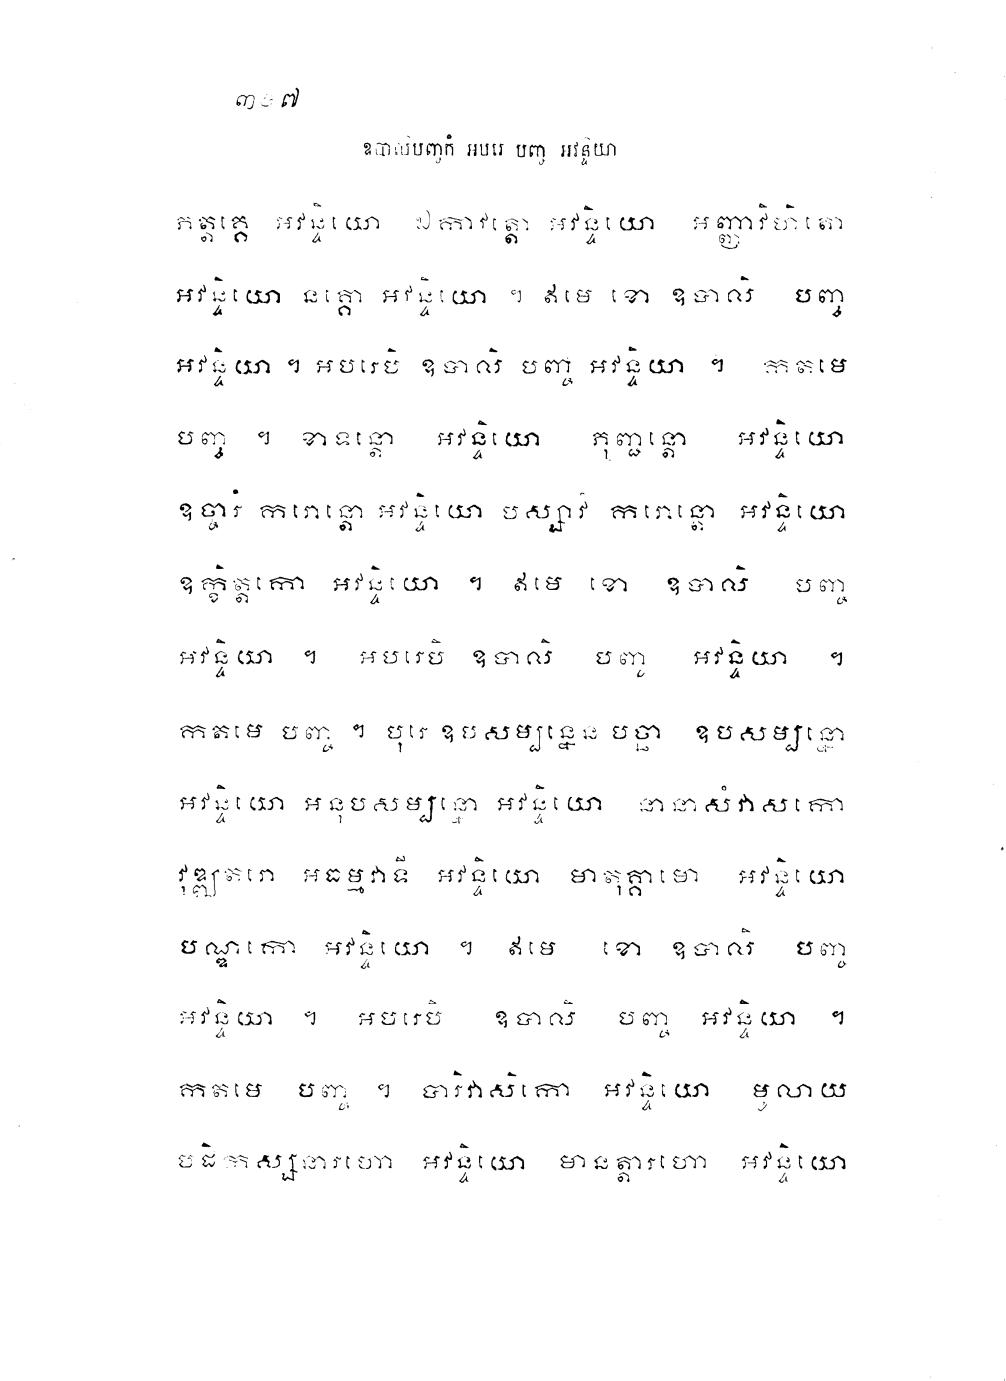 ៣១៧
ឧបាលិបញ្ចកំ អបរេ បញ្ច អវន្ទិយា
ភត្តគ្គេ អវន្ទិយោ ឯកាវត្តោ អវន្ទិយោ អញ្ញាវិហិតោ
អវន្ទិយោ នគ្គោ អវន្ទិយោ ។ ឥមេ ខោ ឧបាលិ បញ្ច
អវន្ទិយា ។ អបរេបិ ឧបាលិ បញ្ច អវន្ទិយា ។ កតមេ
បញ្ច ។ ខាទន្តោ អវន្ទិយោ ភុញ្ជន្តោ អវន្ទិយោ
ឧច្ចារំ ករោន្តោ អវន្ទិយោ បស្សាវំ ករោន្តោ អវន្ទិយោ
ឧក្ខិត្តកោ អវន្ទិយោ ។ ឥមេ ខោ ឧបាលិ បញ្ច
អវន្ទិយា ។ អបរេបិ ឧបាលិ បញ្ច អវន្ទិយា ។
កតមេ បញ្ច ។ បុរេឧបសម្បន្នេន បច្ឆា ឧបសម្បន្នោ
អវន្ទិយោ អនុបសម្បន្នោ អវន្ទិយោ នានាសំវាសកោ
វុឌ្ឍតរោ អធម្មវាទី អវន្ទិយោ មាតុគ្គាមោ អវន្ទិយោ
បណ្ឌកោ អវន្ទិយោ ។ ឥមេ ខោ ឧបាលិ បញ្ច
អវន្ទិយា ។ អបរេបិ ឧបាលិ បញ្ច អវន្ទិយា ។
កតមេ បញ្ច ។ បារិវាសិកោ អវន្ទិយោ មូលាយ
បដិកស្សនារហោ អវន្ទិយោ មានត្តារហោ អវន្ទិយោ